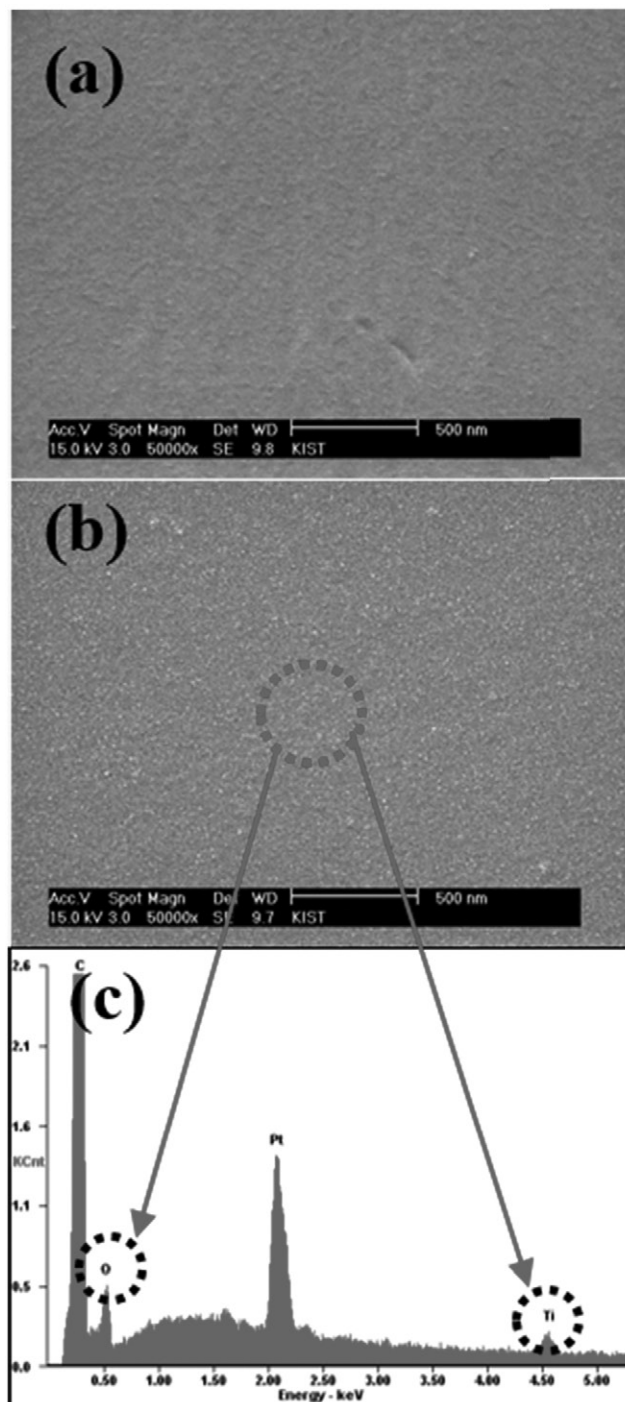 (a)
Acc.V Spot Magn Det WD 500 nm
15.0 kV 3.0 50000x SE 9.8 KIST
(b)
Acc.V Spot Magn Det WD 500 nm
15.0 kV 3.0 50000x 9.7 KIST
2.6
C
(c)
2.1
1.6
Pt
KCnt
1.1
O
0.5
Ti
0.0
0.50 1.00 1.50 2.00 2.50 3.00 3.50 4.00 4.50 5.00
Energy - keV